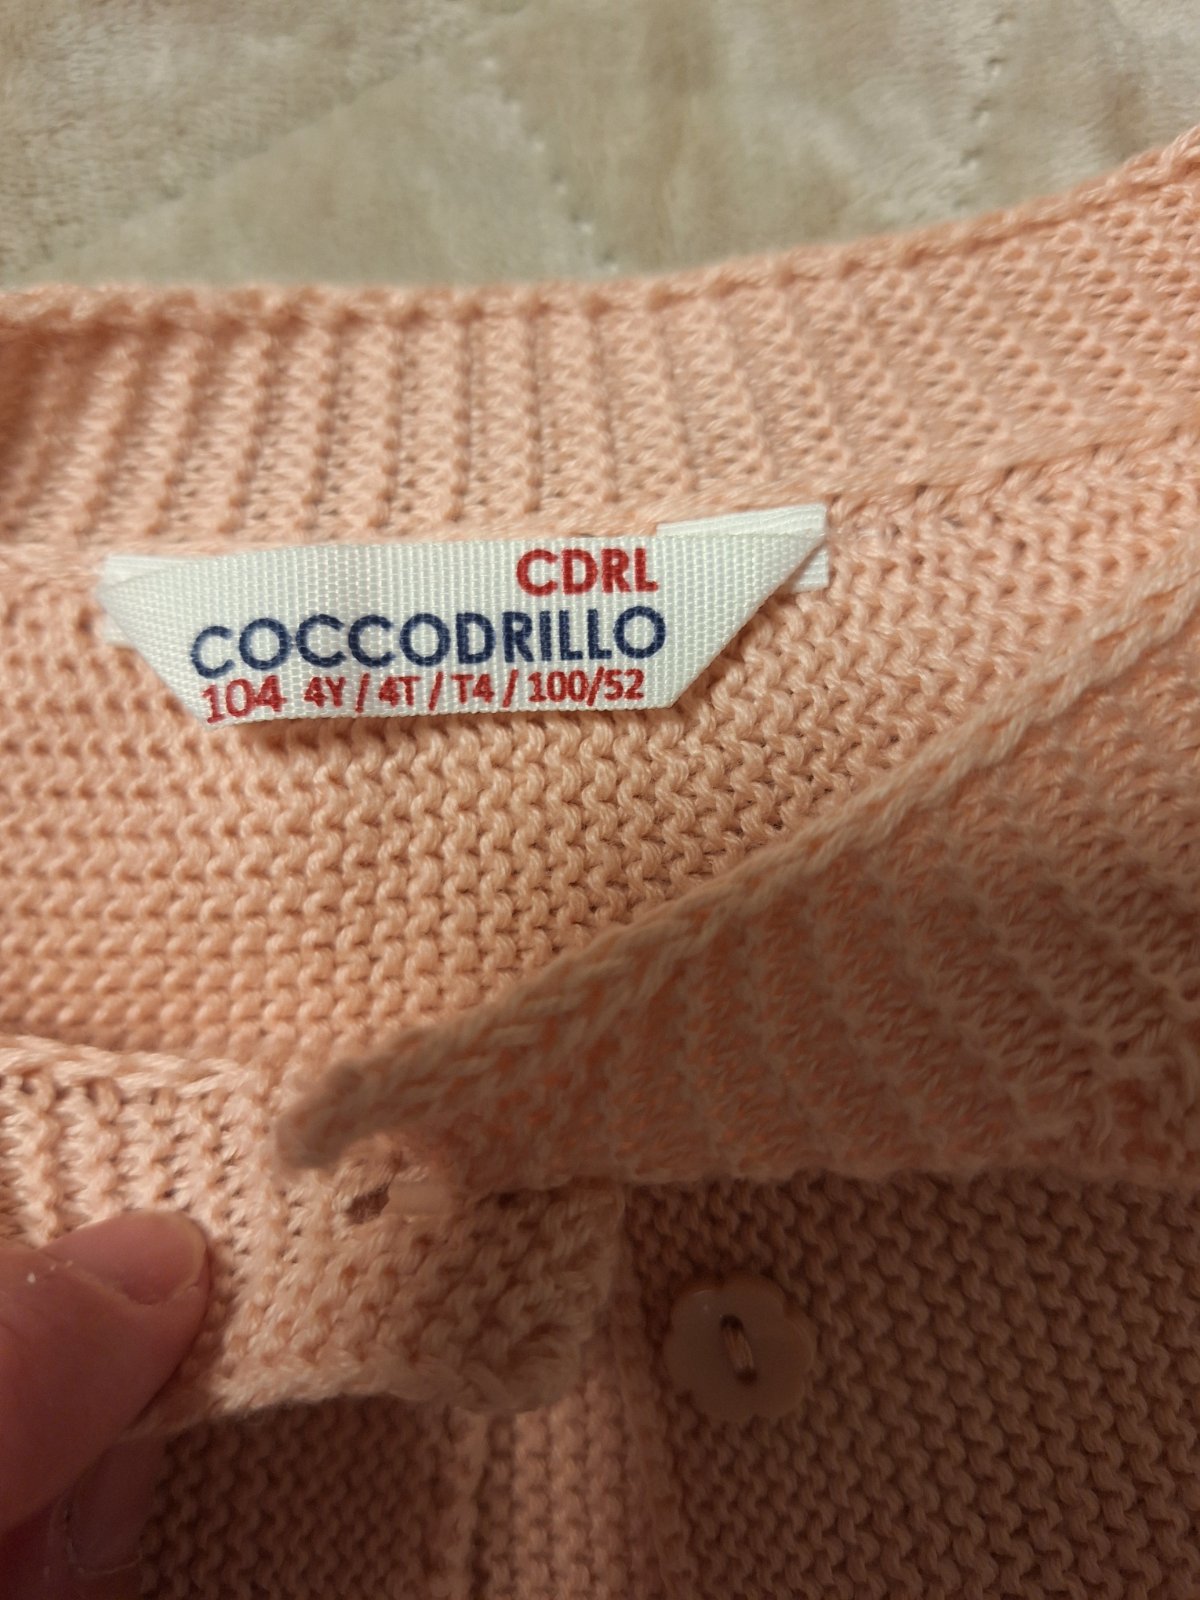 CDRL
COCCODRILLO
104 4Y / 4T / T4 / 100/52